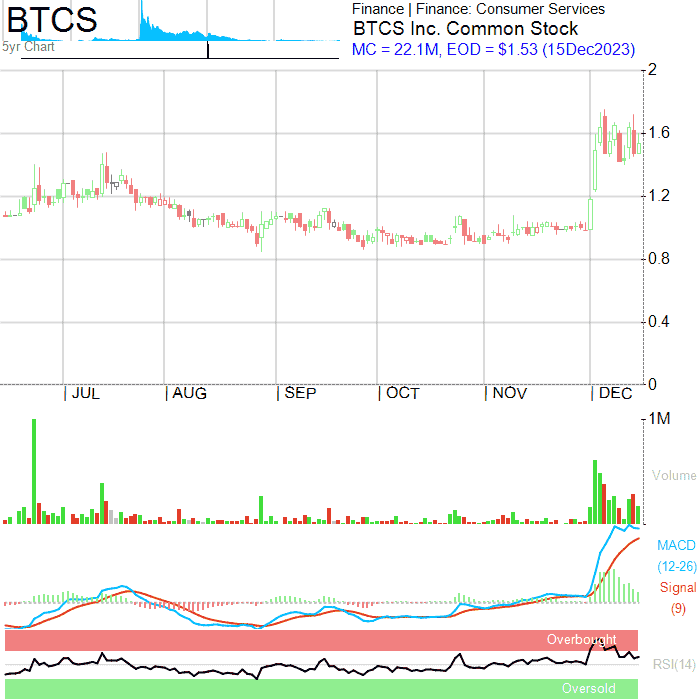 BTCS
Finance | Finance: Consumer Services
BTCS Inc. Common Stock
5yr Chart
MC = 22.1M, EOD = $1.53 (15Dec2023)
2
1.6
1.2
0.8
0.4
0
JUL AUG SEP OCT NOV DEC
1M
Volume
MACD
(12-26)
Signal
(9)
Overbought
RSI(14)
Oversold